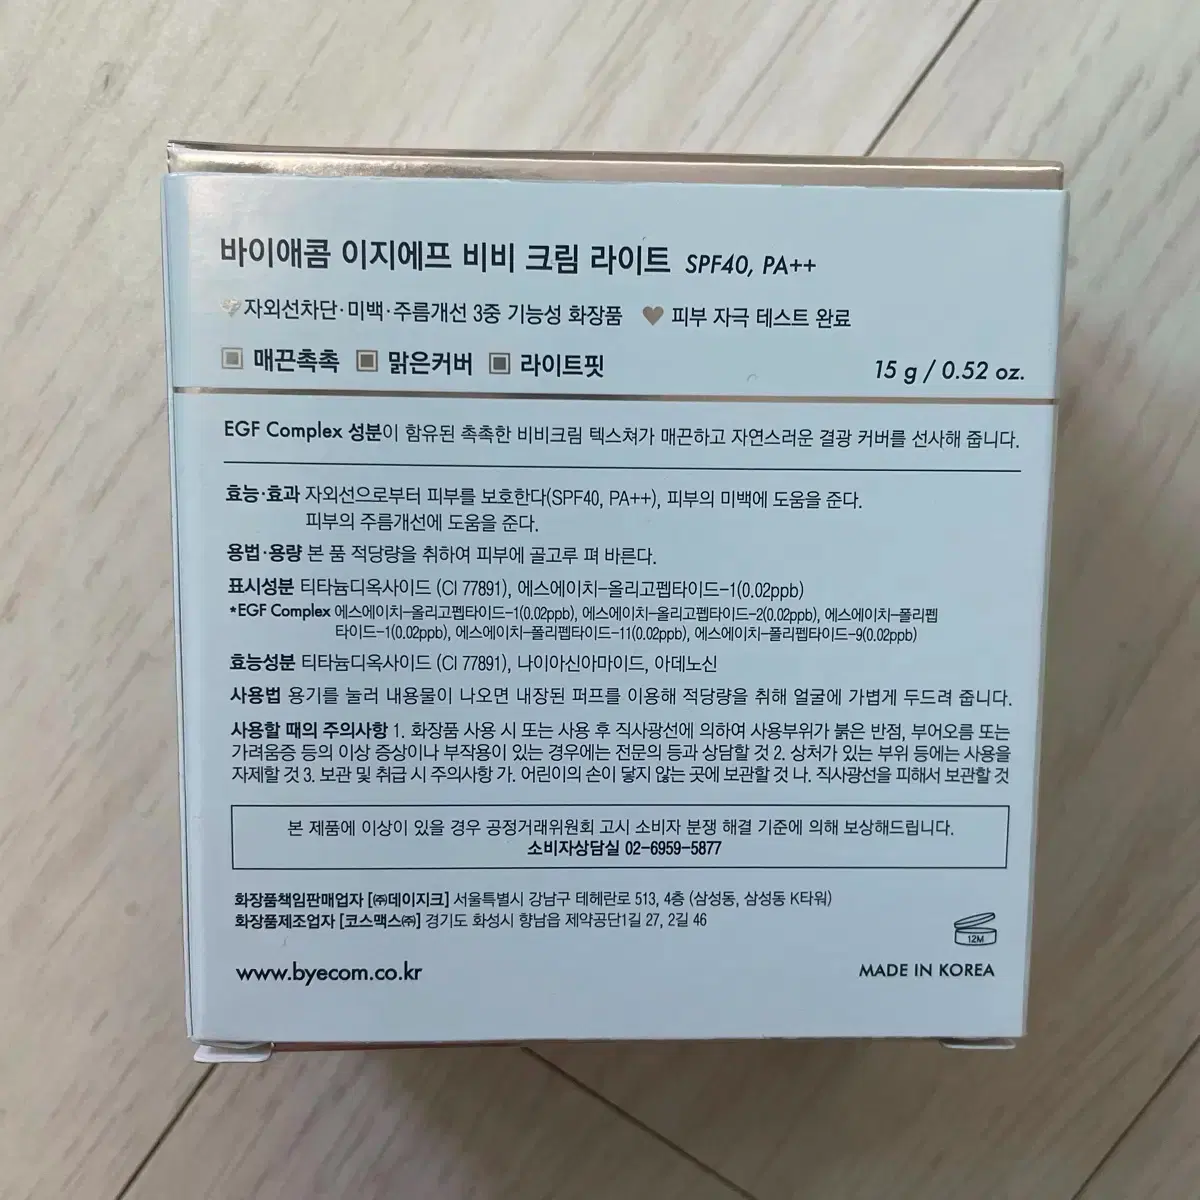 바이애콤 이지에프 비비 크림 라이트 SPF40, PA++
자외선차단·미백·주름개선 3중 기능성 화장품 피부 자극 테스트 완료
매끈촉촉 맑은커버 라이트핏 15 g / 0.52 oz.
EGF Complex 성분이 함유된 촉촉한 비비크림 텍스쳐가 매끈하고 자연스러운 결광 커버를 선사해 줍니다.
효능·효과 자외선으로부터 피부를 보호한다(SPF40, PA++), 피부의 미백에 도움을 준다.
피부의 주름개선에 도움을 준다.
용법·용량 본 품 적당량을 취하여 피부에 골고루 펴 바른다.
표시성분 티타늄디옥사이드 (CI 77891), 에스에이치-올리고펩타이드-1(0.02ppb)
*EGF Complex 에스에이치-올리고펩타이드-1(0.02ppb), 에스에이치-올리고펩타이드-2(0.02ppb), 에스에이치-폴리펩
타이드-1(0.02ppb), 에스에이치-폴리펩타이드-11(0.02ppb), 에스에이치-폴리펩타이드-9(0.02ppb)
효능성분 티타늄디옥사이드 (CI 77891), 나이아신아마이드, 아데노신
사용법 용기를 눌러 내용물이 나오면 내장된 퍼프를 이용해 적당량을 취해 얼굴에 가볍게 두드려 줍니다.
사용할 때의 주의사항 1. 화장품 사용 시 또는 사용 후 직사광선에 의하여 사용부위가 붉은 반점, 부어오름 또는
가려움증 등의 이상 증상이나 부작용이 있는 경우에는 전문의 등과 상담할 것 2. 상처가 있는 부위 등에는 사용을
자제할 것 3. 보관 및 취급 시 주의사항 가. 어린이의 손이 닿지 않는 곳에 보관할 것 나. 직사광선을 피해서 보관할 것
본 제품에 이상이 있을 경우 공정거래위원회 고시 소비자 분쟁 해결 기준에 의해 보상해드립니다.
소비자상담실 02-6959-5877
화장품책임판매업자 [㈜데이지크] 서울특별시 강남구 테헤란로 513, 4층 (삼성동, 삼성동 K타워)
화장품제조업자 [코스맥스㈜] 경기도 화성시 향남읍 제약공단1길 27, 2길 46
12M
www.byecom.co.kr MADE IN KOREA